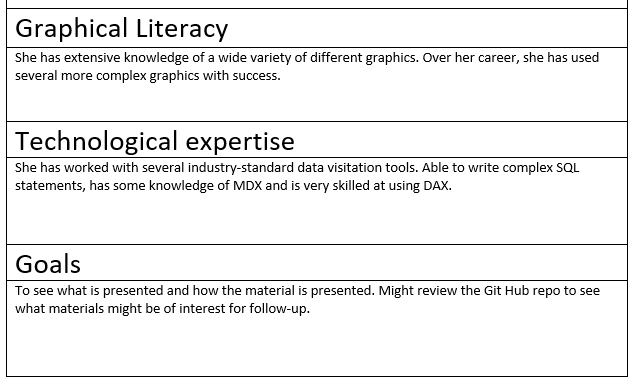 Graphical Literacy
She has extensive knowledge of a wide variety of different graphics. Over her career, she has used
several more complex graphics with success.
Technological expertise
She has worked with several industry-standard data visitation tools. Able to write complex SQL
statements, has some knowledge of MDX and is very skilled at using DAX.
Goals
To see what is presented and how the material is presented. Might review the Git Hub repo to see
what materials might be of interest for follow-up.